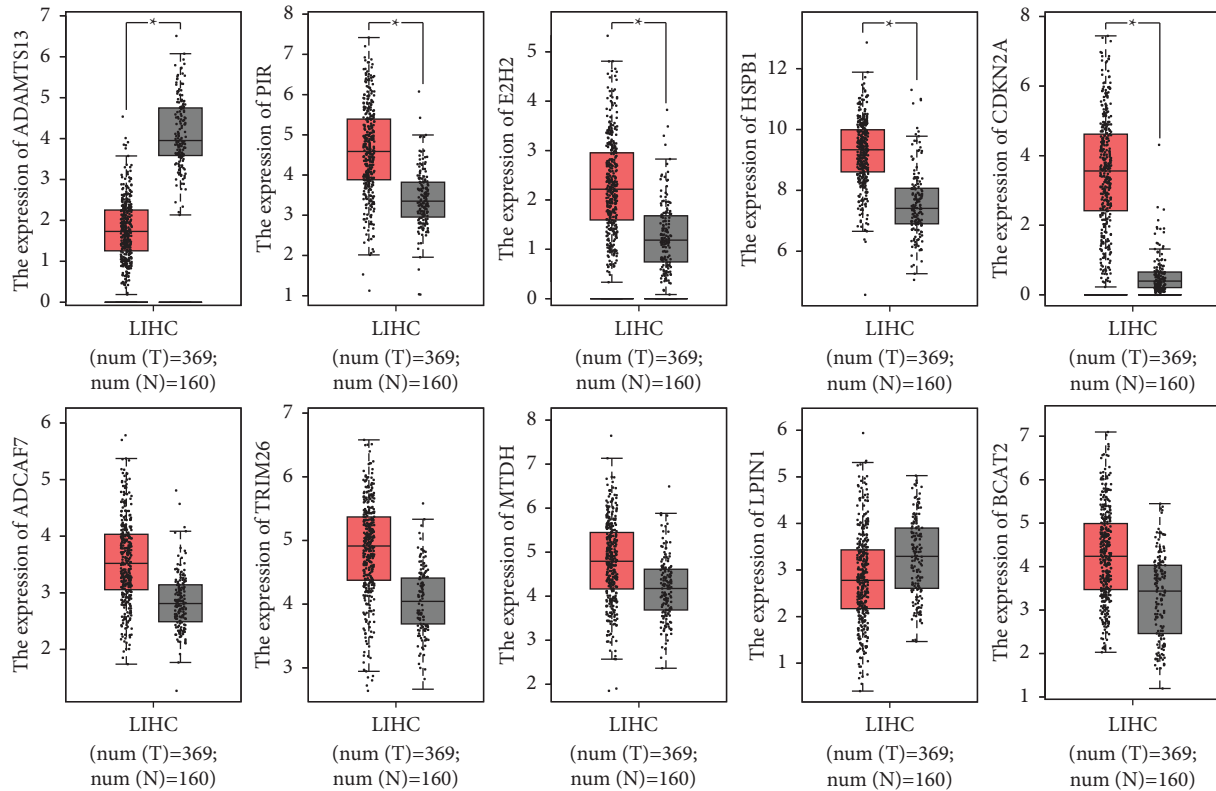 The expression of ADAMTS13
7
6
5
4
3
2
1
0
*
LIHC
(num (T)=369;
num (N)=160)
The expression of PIR
8
7
6
5
4
3
2
1
*
LIHC
(num (T)=369;
num (N)=160)
The expression of E2H2
5
4
3
2
1
0
*
LIHC
(num (T)=369;
num (N)=160)
The expression of HSPB1
12
10
8
6
*
LIHC
(num (T)=369;
num (N)=160)
The expression of CDKN2A
8
6
4
2
0
*
LIHC
(num (T)=369;
num (N)=160)
The expression of ADCAF7
6
5
4
3
2
LIHC
(num (T)=369;
num (N)=160)
The expression of TRIM26
7
6
5
4
3
LIHC
(num (T)=369;
num (N)=160)
The expression of MTDH
8
7
6
5
4
3
2
LIHC
(num (T)=369;
num (N)=160)
The expression of LPIN1
6
5
4
3
2
1
LIHC
(num (T)=369;
num (N)=160)
The expression of BCAT2
7
6
5
4
3
2
1
LIHC
(num (T)=369;
num (N)=160)